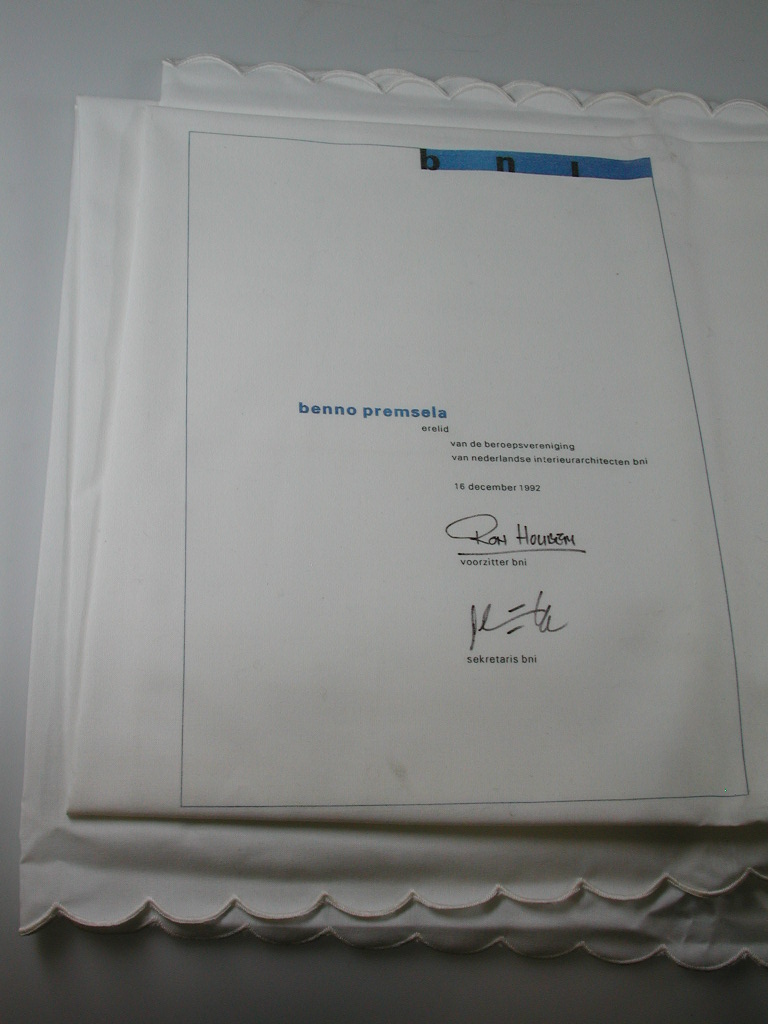 bni
benno premsela
erelid
van de beroepsvereniging
van nederlandse interieurarchitecten bni
16 december 1992
Ron Houben
voorzitter bni
sekretaris bni